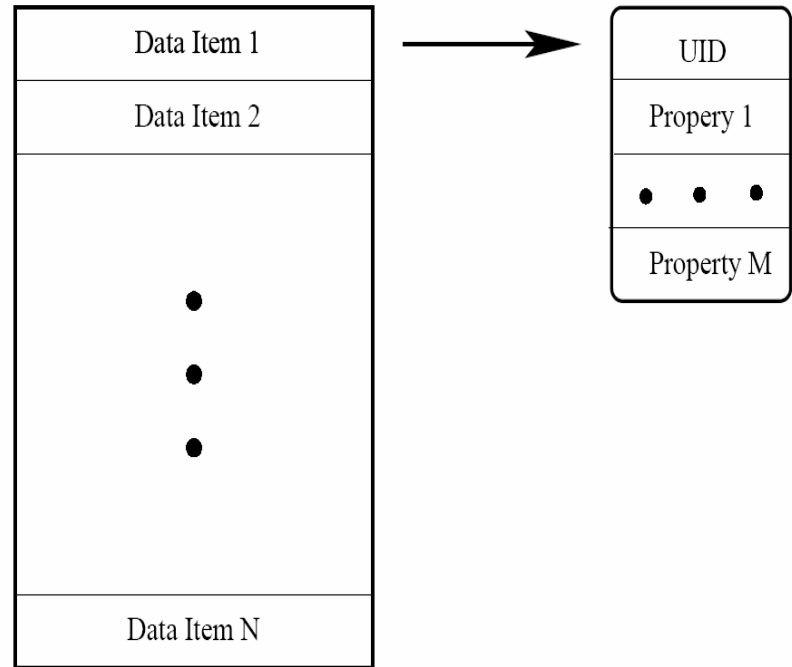 Data Item 1
Data Item 2
Data Item N
UID
Propery 1
Property M